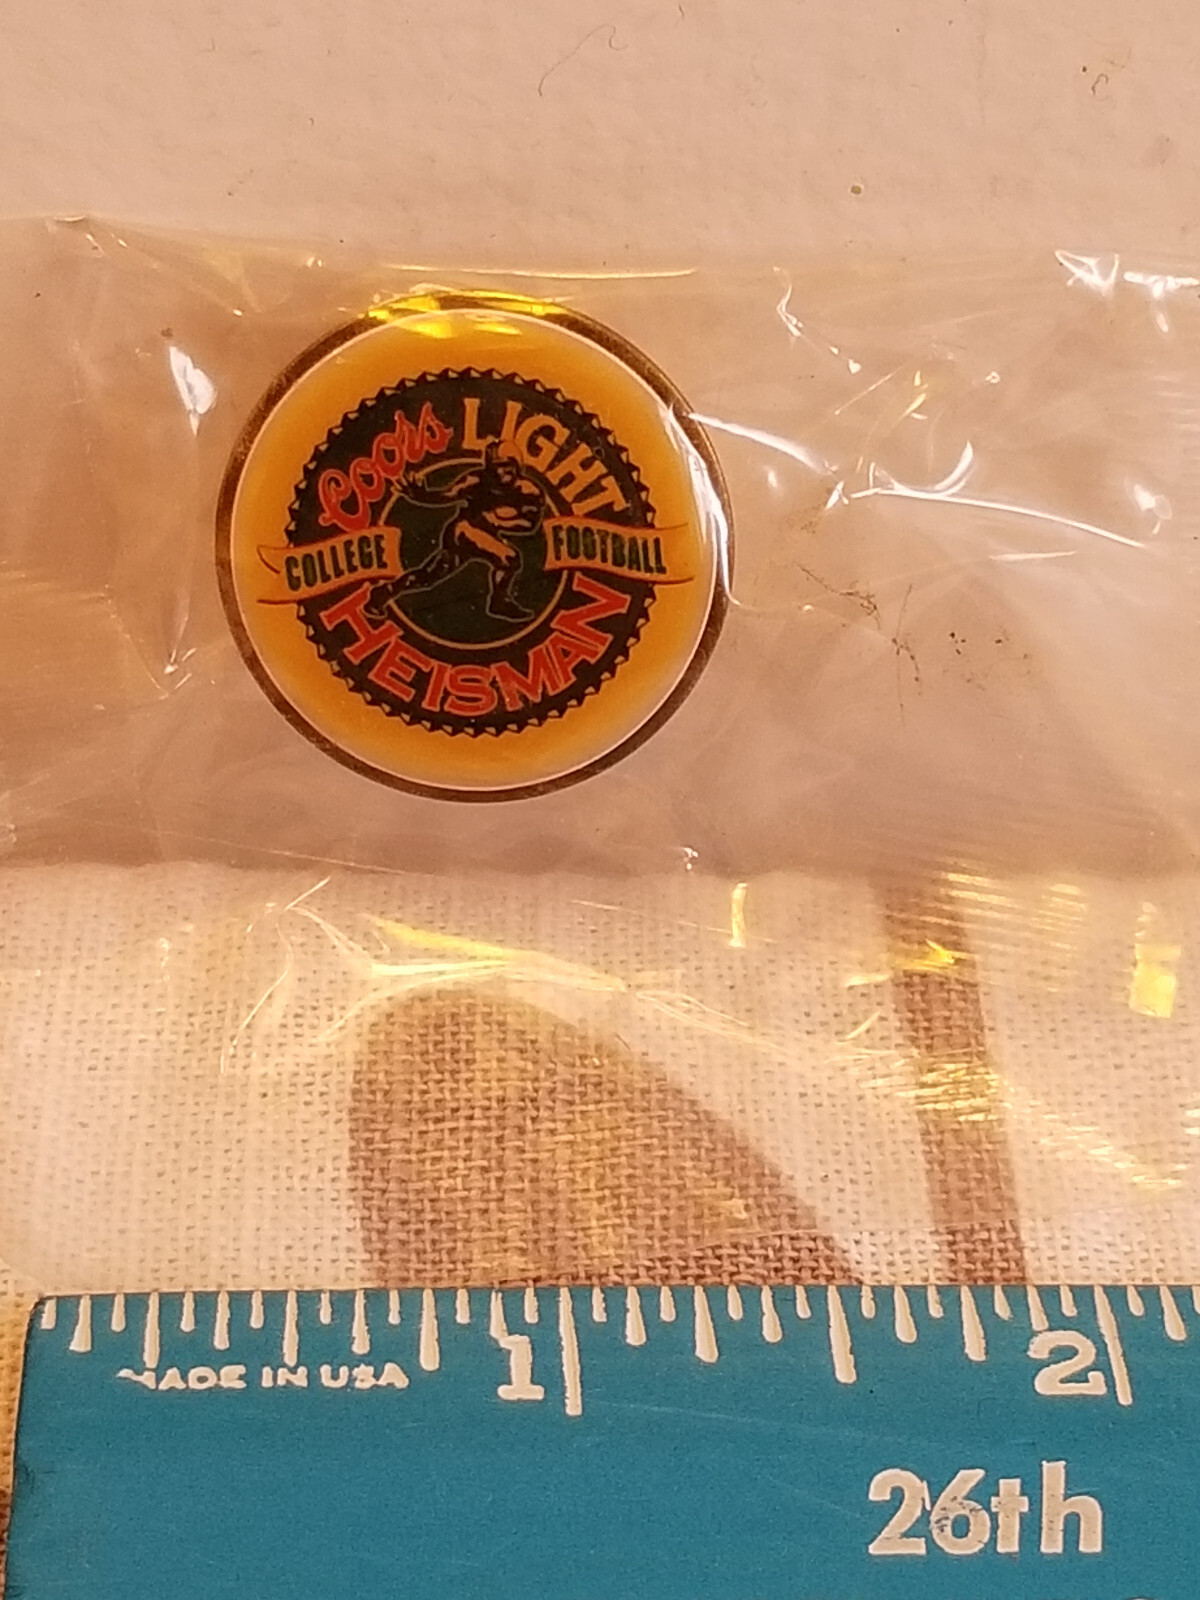 Coors LIGHT
COLLEGE FOOTBALL
HEISMAN
1 2
MADE IN USA
26th